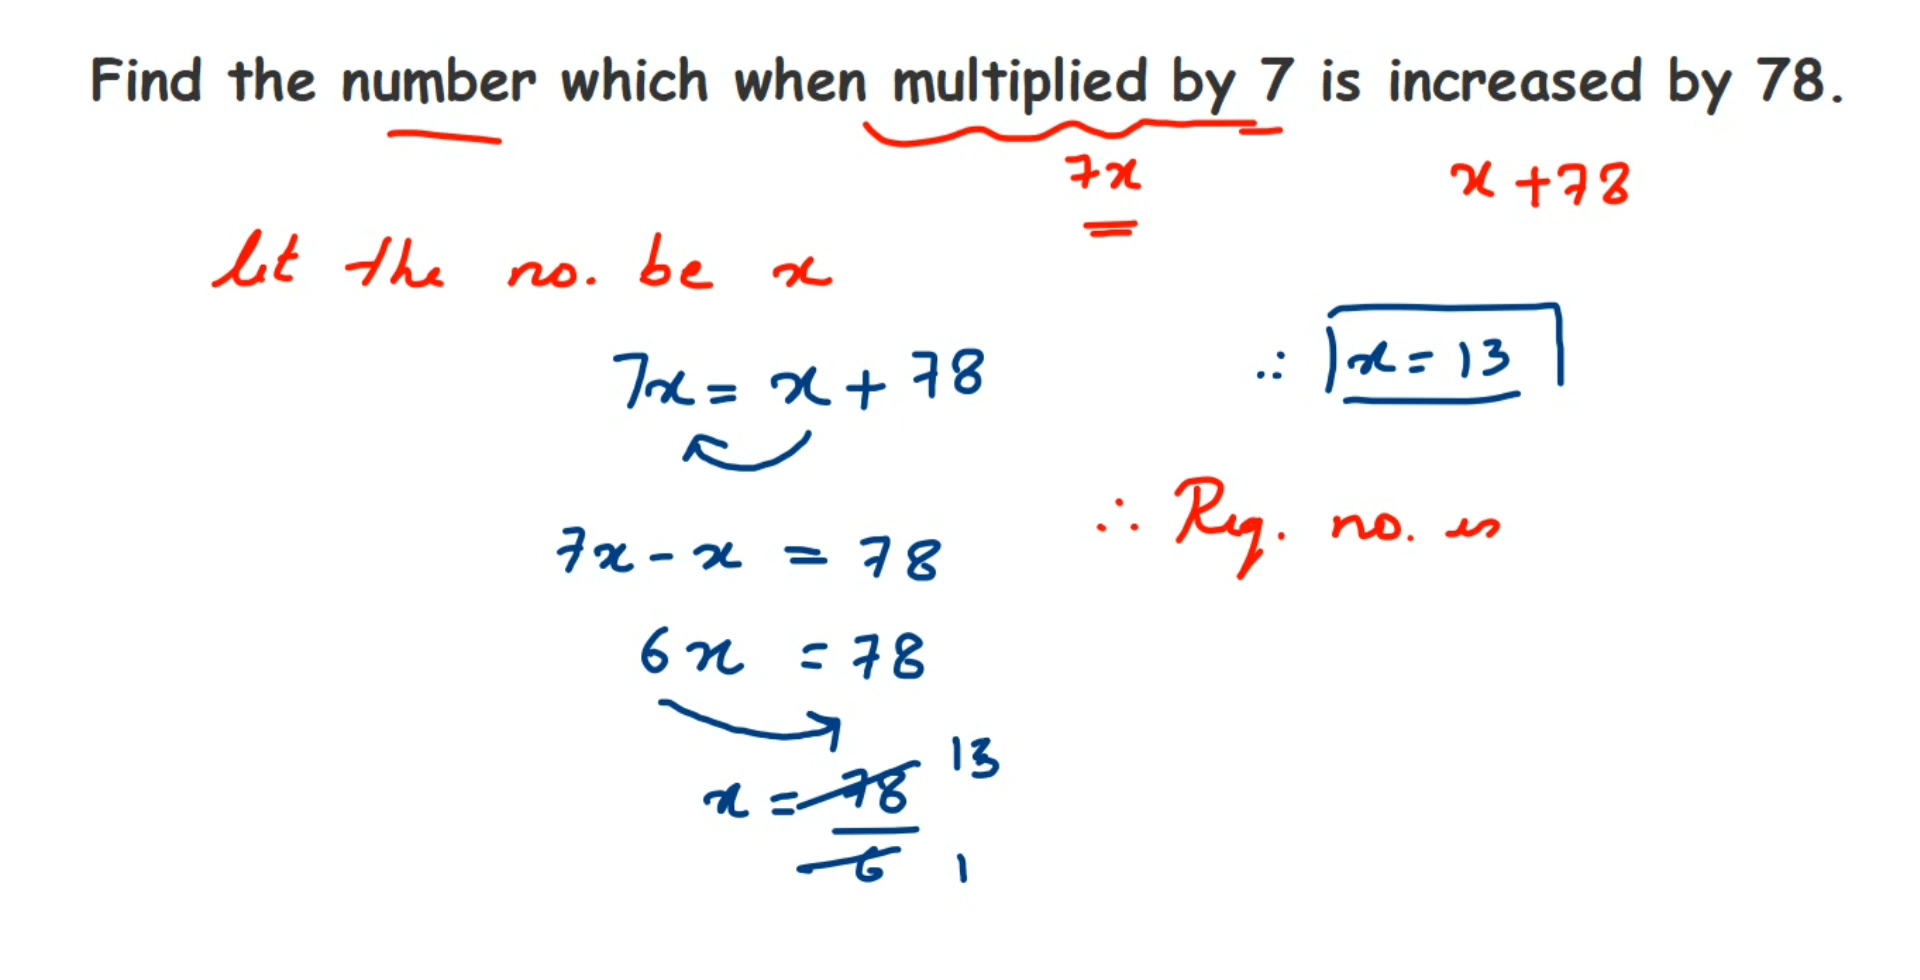 Find the number which when multiplied by 7 is increased by 78.
7x
x + 78
let the no. be x
7x = x + 78
∴ x = 13
7x - x = 78
∴ Req. no. is
6x = 78
x = 78/6 13 1